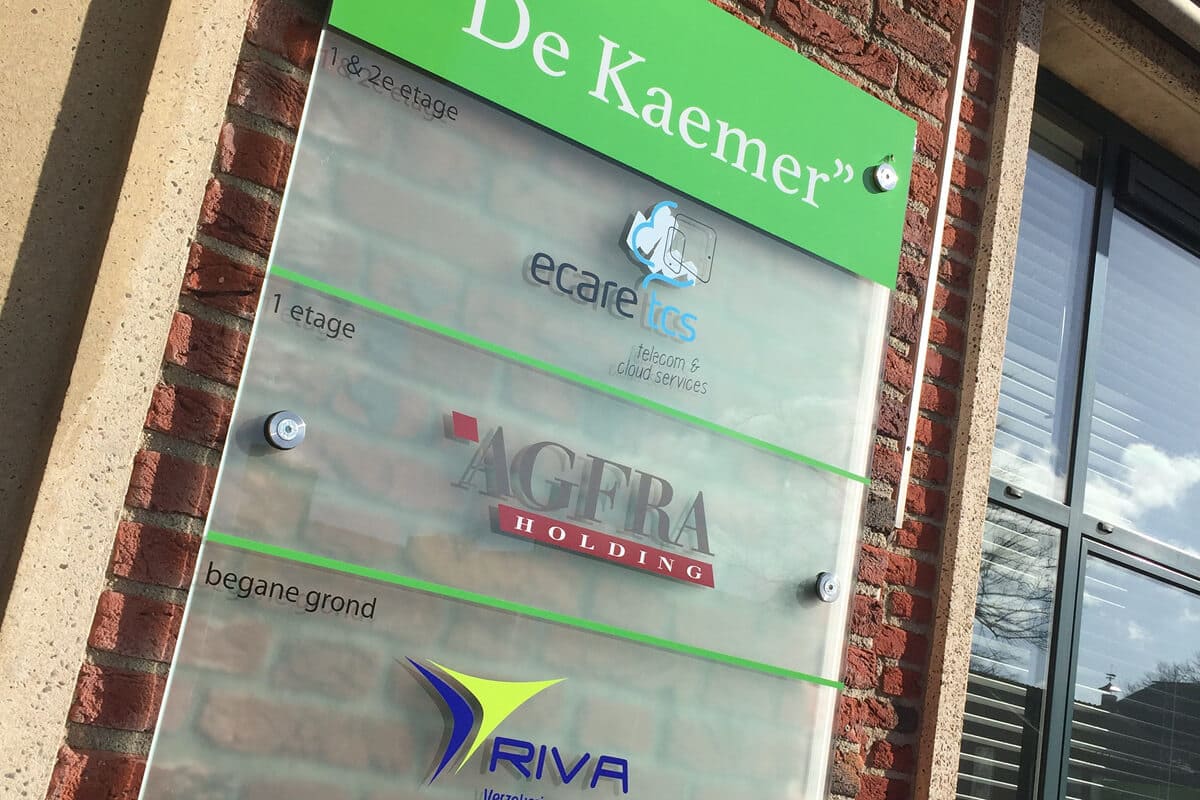 De Kaemer”
1 & 2e etage
ecare tcs
telecom &
cloud services
1 etage
AGFRA
HOLDING
begane grond
RIVA